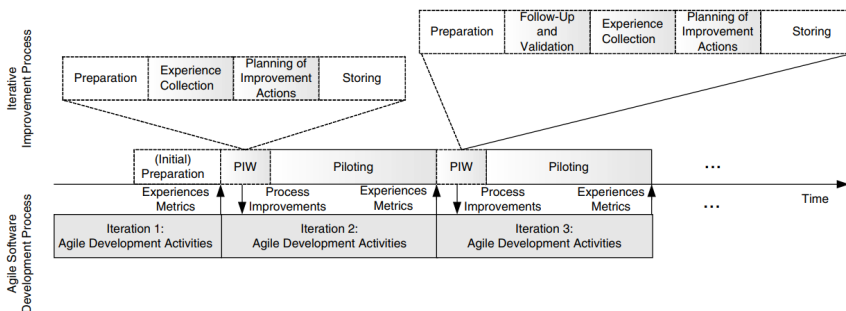 Iterative
Improvement Process
Preparation
Experience
Collection
Planning of
Improvement
Actions
Storing
Preparation
Follow-Up
and
Validation
Experience
Collection
Planning of
Improvement
Actions
Storing
(Initial)
Preparation
PIW
Piloting
PIW
Piloting
...
Experiences
Metrics
Process
Improvements
Experiences
Metrics
Process
Improvements
Experiences
Metrics
...
Time
Agile Software
Development Process
Iteration 1:
Agile Development Activities
Iteration 2:
Agile Development Activities
Iteration 3:
Agile Development Activities